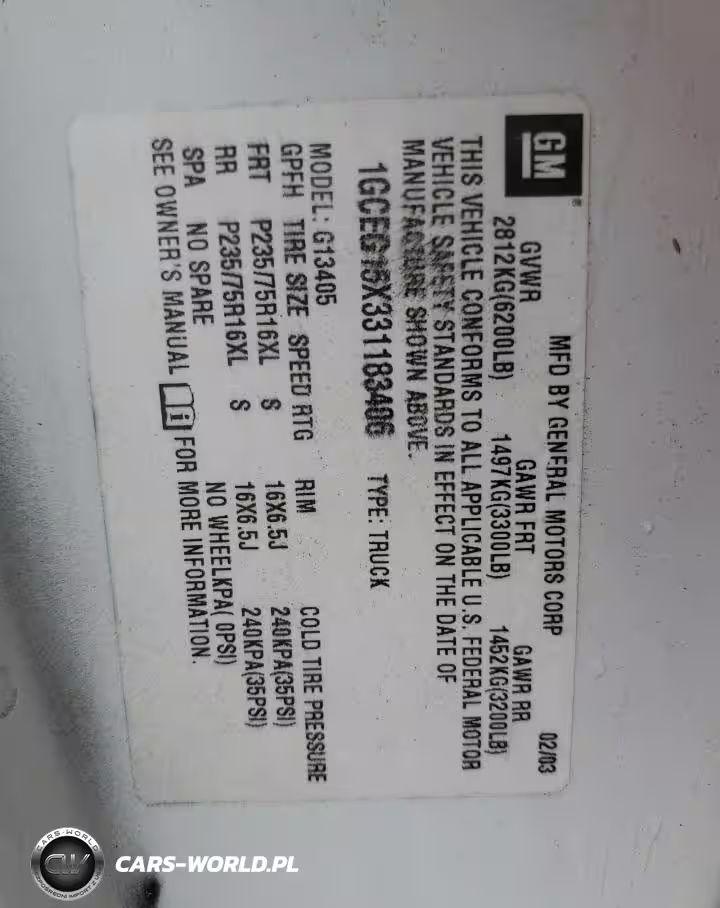 GM ®
MFD BY GENERAL MOTORS CORP 02/03
GVWR GAWR FRT GAWR RR
2812KG(6200LB) 1497KG(3300LB) 1452KG(3200LB)
THIS VEHICLE CONFORMS TO ALL APPLICABLE U.S. FEDERAL MOTOR
VEHICLE SAFETY STANDARDS IN EFFECT ON THE DATE OF
MANUFACTURE SHOWN ABOVE.
1GCEG15X331183406 TYPE: TRUCK
MODEL: G13405
GPFH TIRE SIZE SPEED RTG RIM COLD TIRE PRESSURE
FRT P235/75R16XL S 16X6.5J 240KPA(35PSI)
RR P235/75R16XL S 16X6.5J 240KPA(35PSI)
SPA NO SPARE NO WHEELKPA( 0PSI)
SEE OWNER'S MANUAL i FOR MORE INFORMATION.
CARS-WORLD
CW
CARS-WORLD.PL